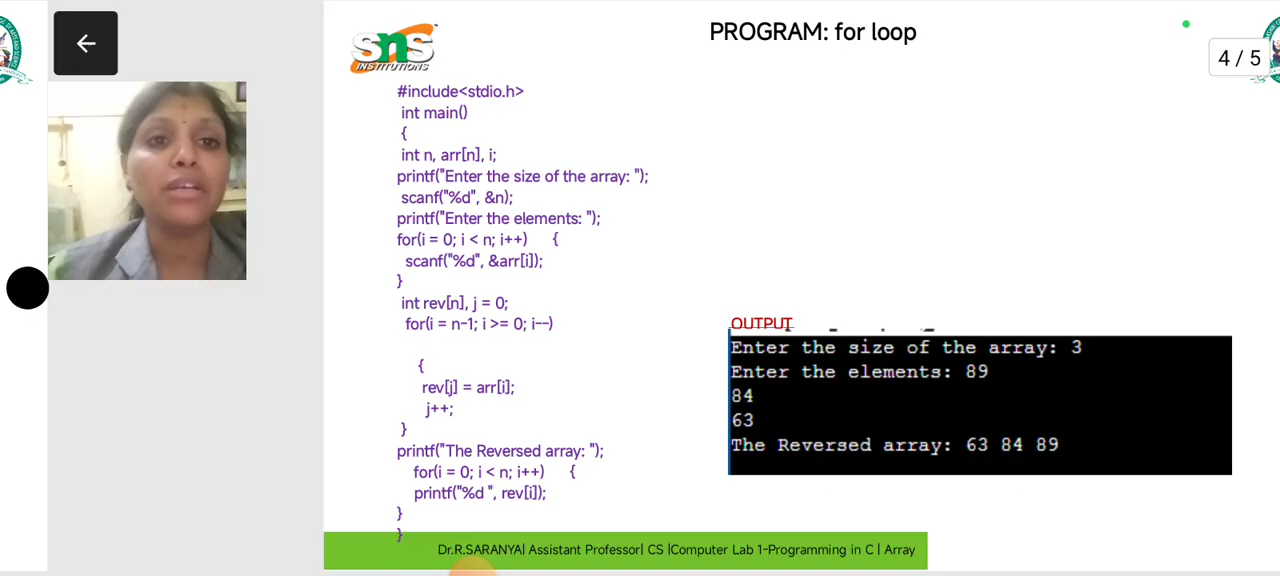 PROGRAM: for loop
SNS
INSTITUTIONS
4 / 5
#include<stdio.h>
int main()
{
int n, arr[n], i;
printf("Enter the size of the array: ");
scanf("%d", &n);
printf("Enter the elements: ");
for(i = 0; i < n; i++) {
scanf("%d", &arr[i]);
}
int rev[n], j = 0;
for(i = n-1; i >= 0; i--)
{
rev[j] = arr[i];
j++;
}
printf("The Reversed array: ");
for(i = 0; i < n; i++) {
printf("%d ", rev[i]);
}
}
OUTPUT
Enter the size of the array: 3
Enter the elements: 89
84
63
The Reversed array: 63 84 89
Dr.R.SARANYA| Assistant Professor| CS |Computer Lab 1-Programming in C | Array